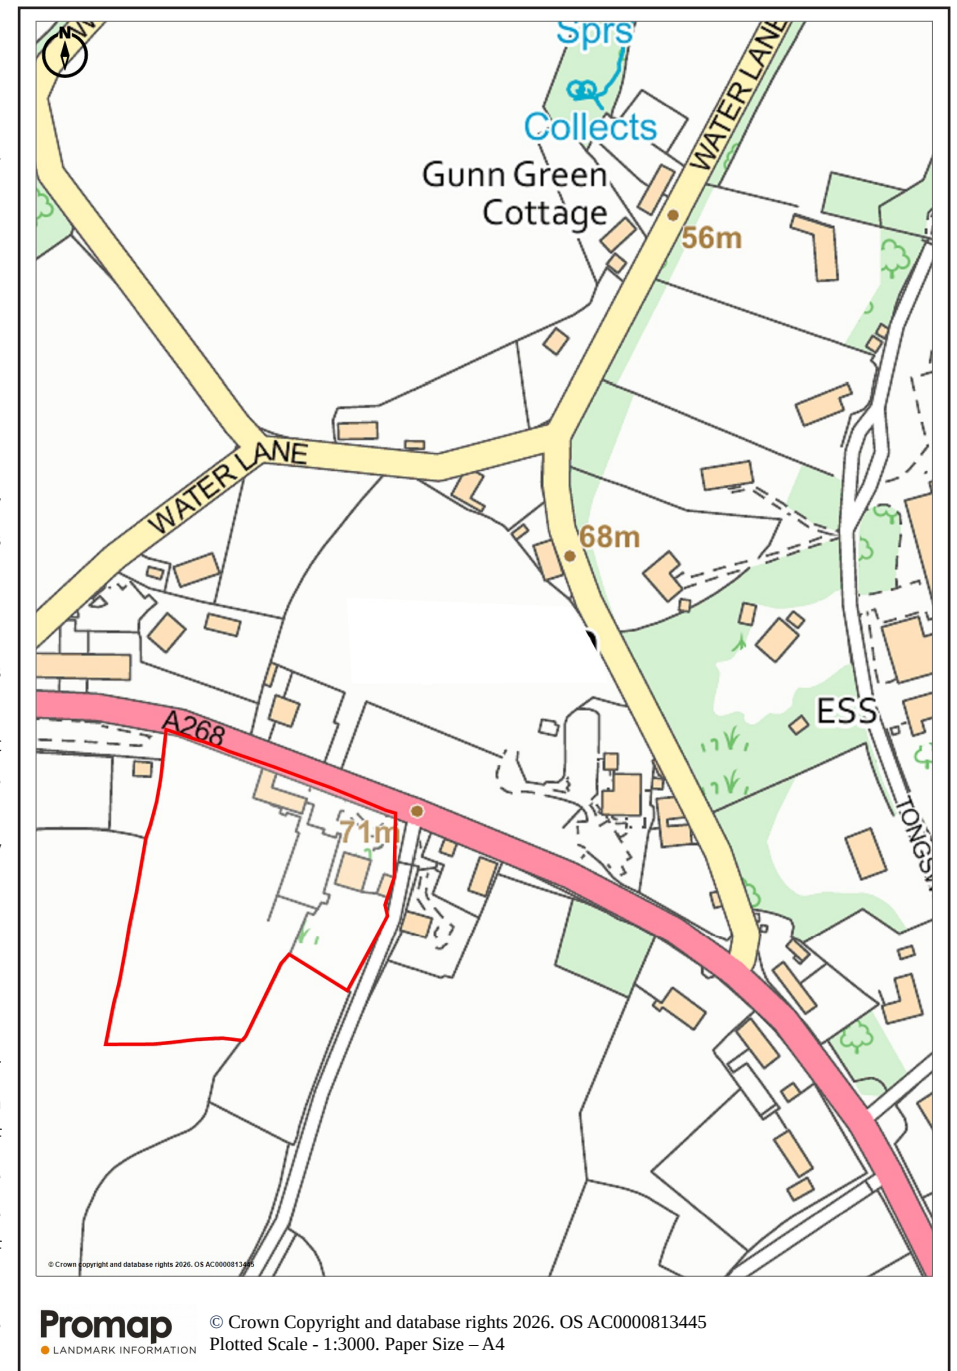 N
Sprs
Collects
WATER LANE
Gunn Green
Cottage
56m
WATER LANE
68m
ESS
A268
71m
© Crown copyright and database rights 2026. OS AC0000813445
Promap
LANDMARK INFORMATION
© Crown Copyright and database rights 2026. OS AC0000813445
Plotted Scale - 1:3000. Paper Size – A4